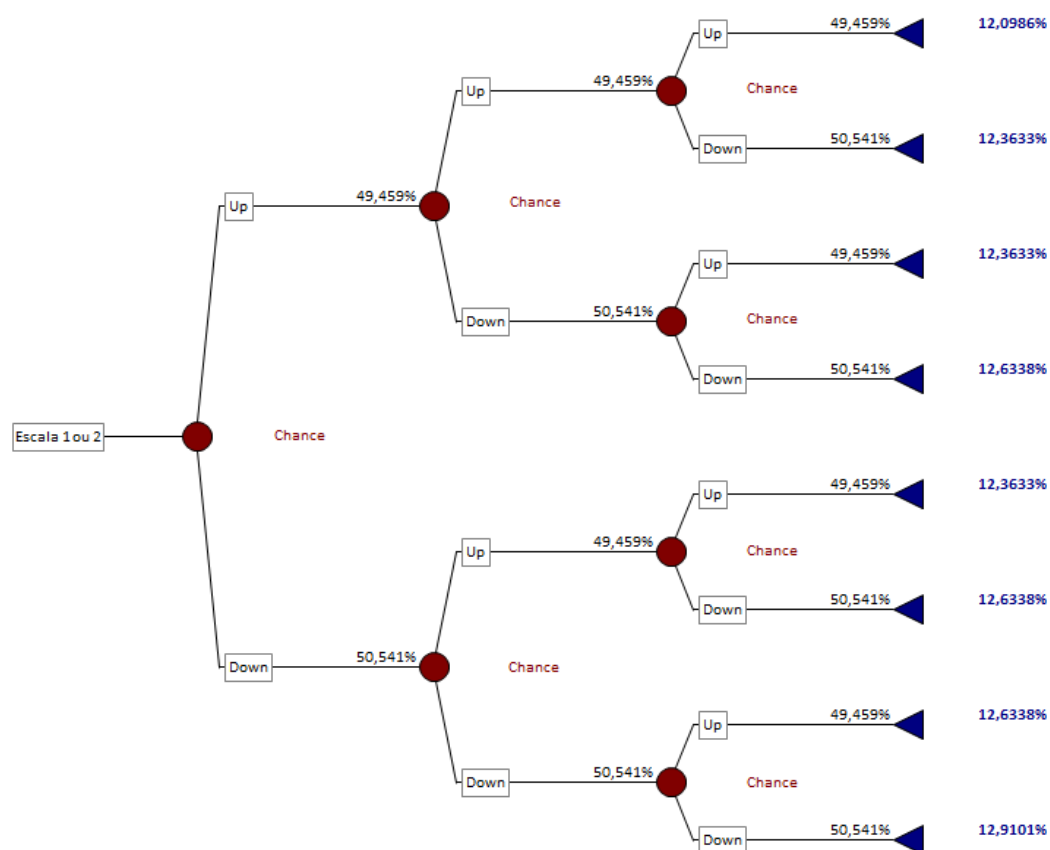 Up 49,459% 12,0986%
Up 49,459% Chance
Down 50,541% 12,3633%
Up 49,459% Chance
Up 49,459% 12,3633%
Down 50,541% Chance
Down 50,541% 12,6338%
Escala 1 ou 2 Chance
Up 49,459% 12,3633%
Up 49,459% Chance
Down 50,541% 12,6338%
Down 50,541% Chance
Up 49,459% 12,6338%
Down 50,541% Chance
Down 50,541% 12,9101%